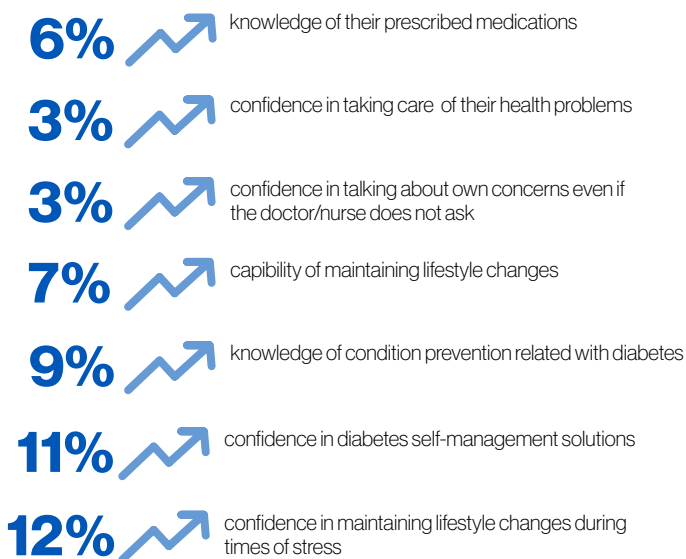 6% knowledge of their prescribed medications
3% confidence in taking care of their health problems
3% confidence in talking about own concerns even if
the doctor/nurse does not ask
7% capibility of maintaining lifestyle changes
9% knowledge of condition prevention related with diabetes
11% confidence in diabetes self-management solutions
12% confidence in maintaining lifestyle changes during
times of stress